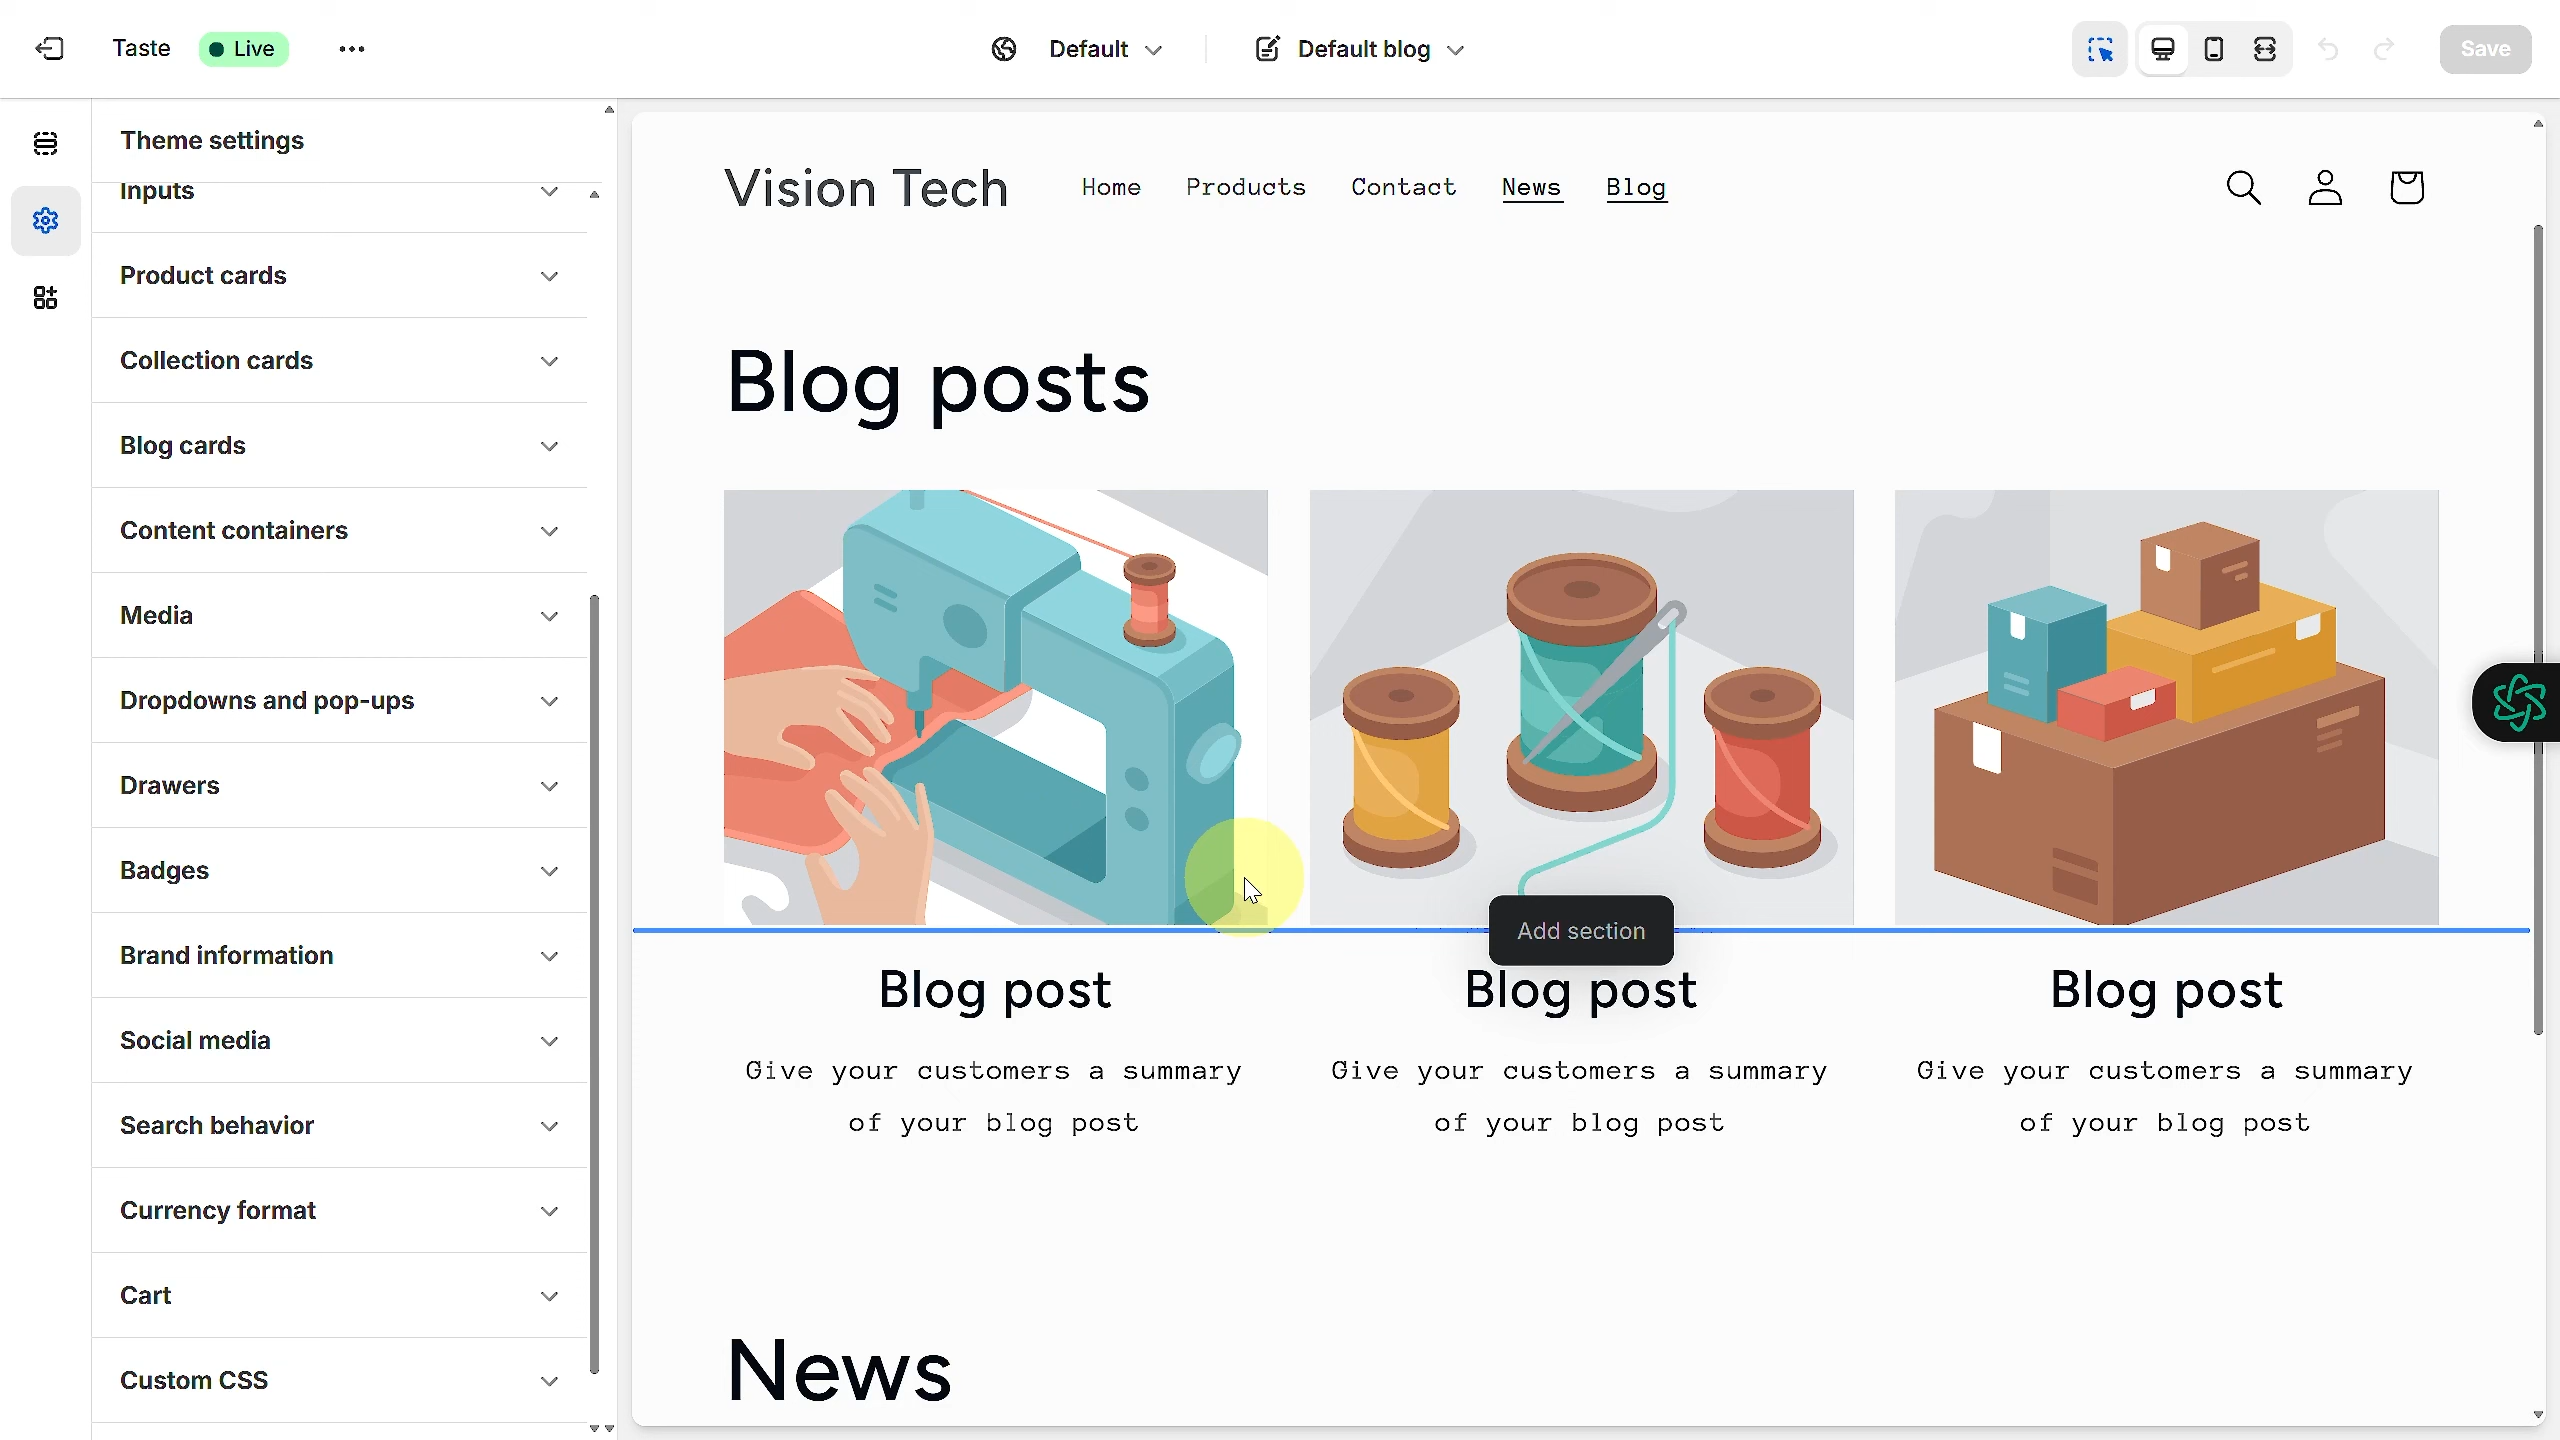 Taste
Live
Default
Default blog
Save
Theme settings
Inputs
Product cards
Collection cards
Blog cards
Content containers
Media
Dropdowns and pop-ups
Drawers
Badges
Brand information
Social media
Search behavior
Currency format
Cart
Custom CSS
Vision Tech
Home
Products
Contact
News
Blog
Blog posts
Add section
Blog post
Give your customers a summary
of your blog post
Blog post
Give your customers a summary
of your blog post
Blog post
Give your customers a summary
of your blog post
News